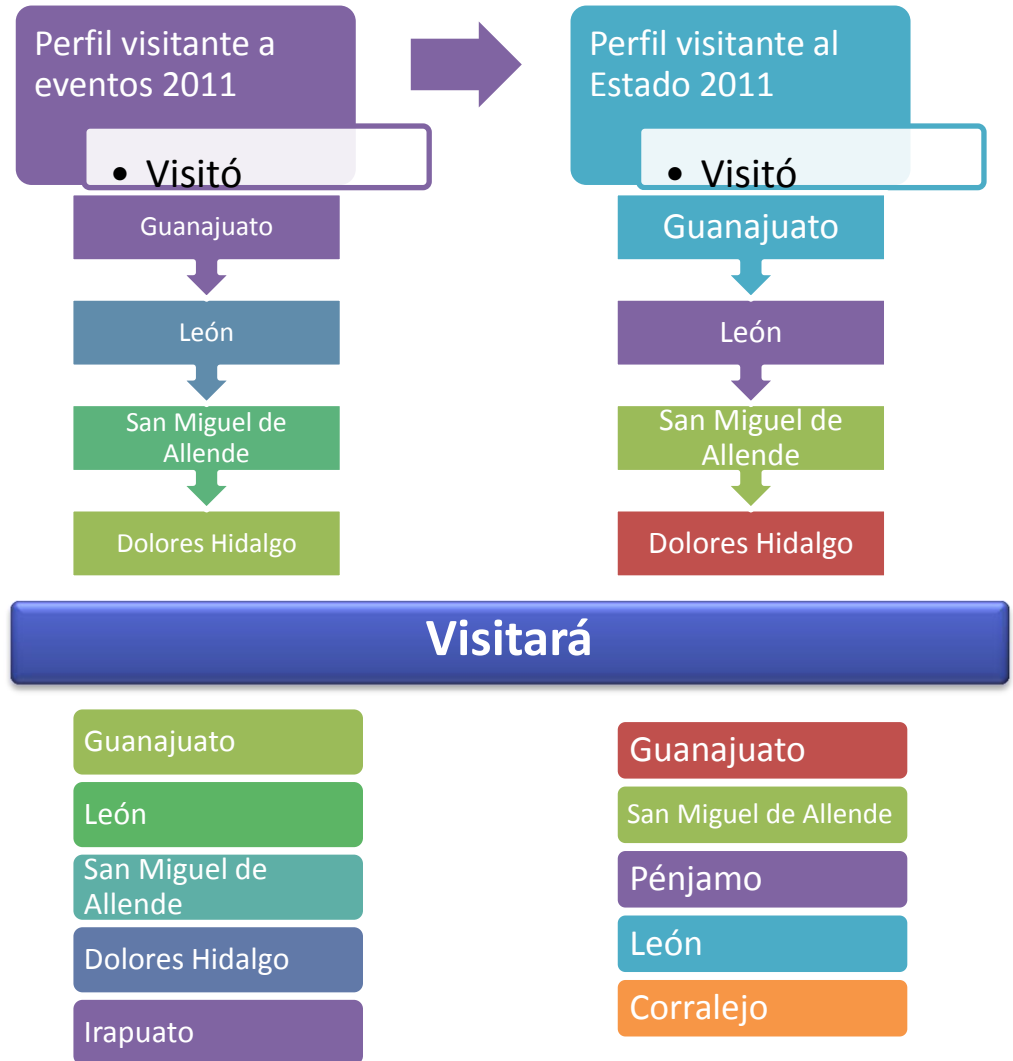 Perfil visitante a
eventos 2011
• Visitó
Guanajuato
León
San Miguel de
Allende
Dolores Hidalgo
Perfil visitante al
Estado 2011
• Visitó
Guanajuato
León
San Miguel de
Allende
Dolores Hidalgo
Visitará
Guanajuato
León
San Miguel de
Allende
Dolores Hidalgo
Irapuato
Guanajuato
San Miguel de Allende
Pénjamo
León
Corralejo